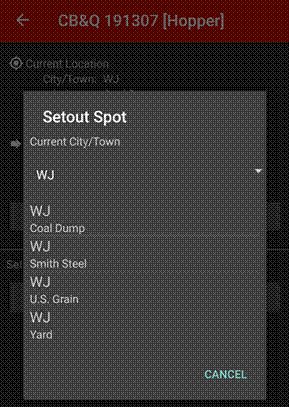 CB&Q 191307 [Hopper]
Current Location
City/Town: WJ
Setout Spot
Current City/Town
WJ
WJ
Coal Dump
WJ
Smith Steel
WJ
U.S. Grain
WJ
Yard
CANCEL